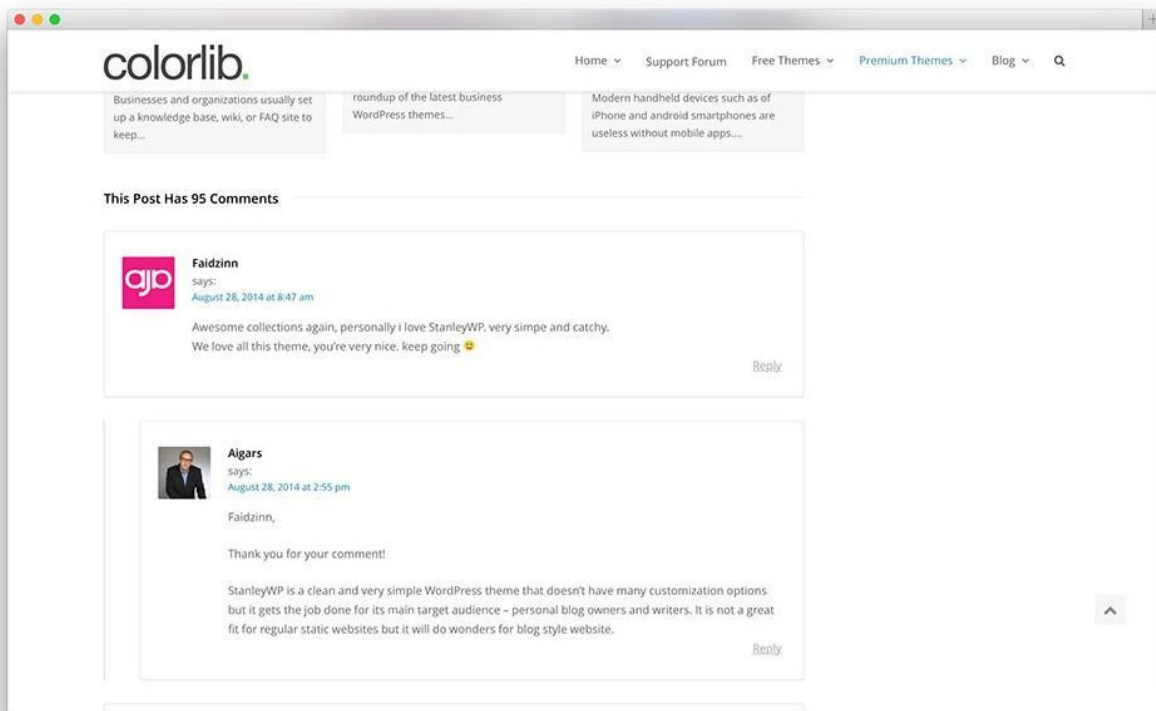 colorlib.
Home
Support Forum
Free Themes
Premium Themes
Blog
Businesses and organizations usually set
up a knowledge base, wiki, or FAQ site to
keep...
roundup of the latest business
WordPress themes...
Modern handheld devices such as of
iPhone and android smartphones are
useless without mobile apps....
This Post Has 95 Comments
ajp
Faidzinn
says:
August 28, 2014 at 8:47 am
Awesome collections again, personally i love StanleyWP. very simpe and catchy.
We love all this theme, you're very nice. keep going 🙂
Reply
Aigars
says:
August 28, 2014 at 2:55 pm
Faidzinn,
Thank you for your comment!
StanleyWP is a clean and very simple WordPress theme that doesn't have many customization options
but it gets the job done for its main target audience – personal blog owners and writers. It is not a great
fit for regular static websites but it will do wonders for blog style website.
Reply